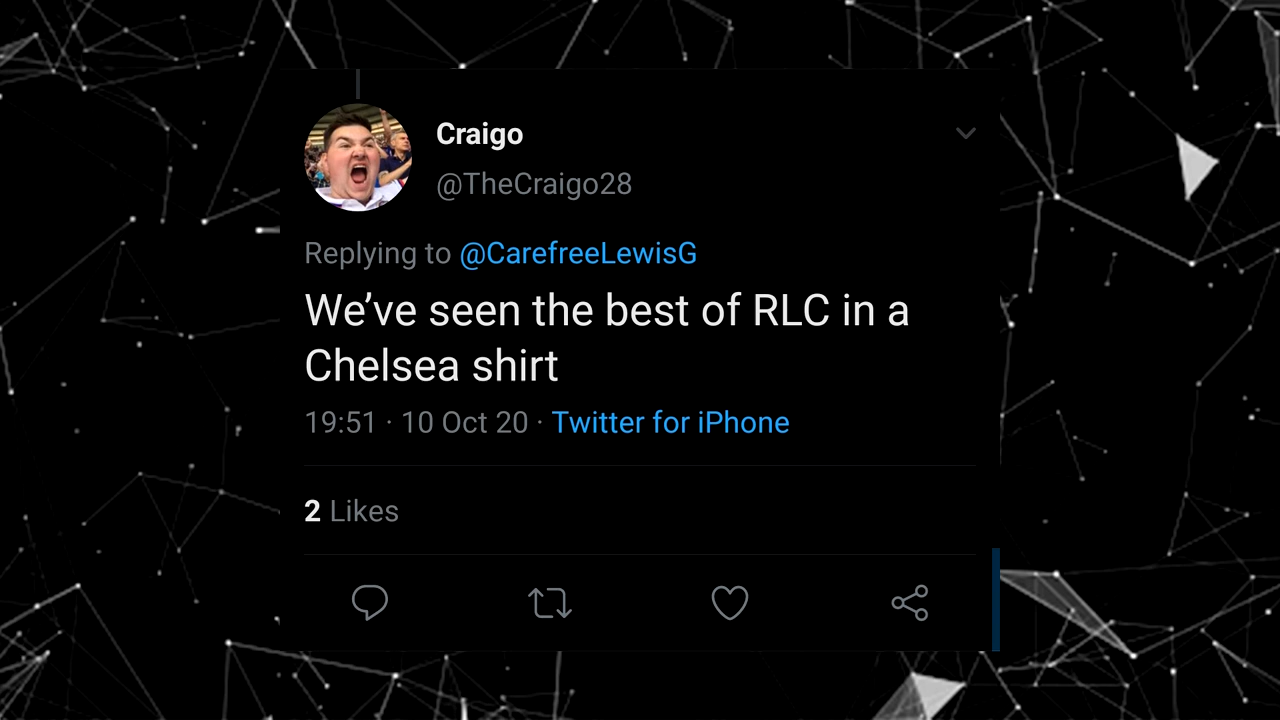 Craigo
@TheCraigo28
Replying to @CarefreeLewisG
We’ve seen the best of RLC in a
Chelsea shirt
19:51 · 10 Oct 20 · Twitter for iPhone
2 Likes